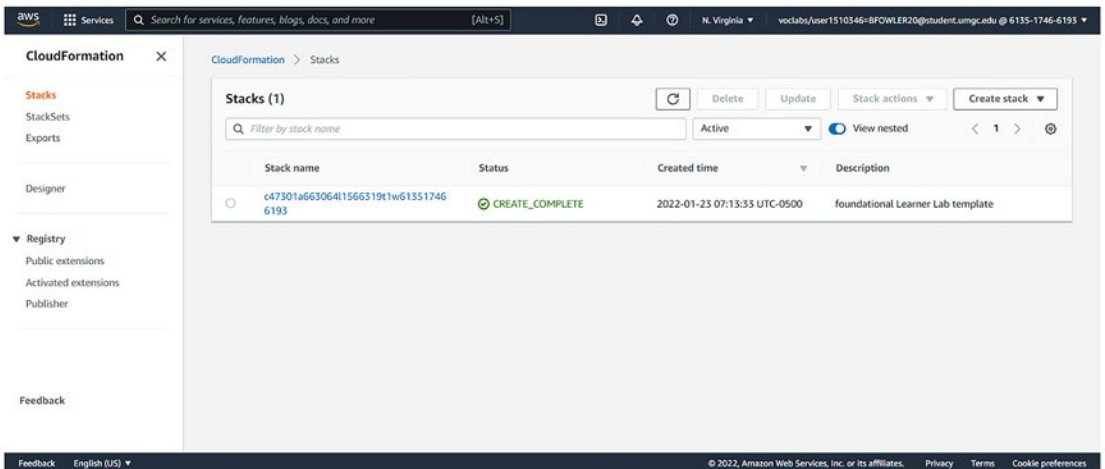 aws Services Search for services, features, blogs, docs, and more [Alt+S] N. Virginia ▼ voclabs/user1510346=BFOWLER20@student.umgc.edu @ 6135-1746-6193 ▼
CloudFormation
CloudFormation > Stacks
Stacks
StackSets
Exports
Designer
▼ Registry
Public extensions
Activated extensions
Publisher
Feedback
Stacks (1)
Delete Update Stack actions ▼ Create stack ▼
Filter by stack name Active ▼ View nested < 1 >
Stack name Status Created time ▼ Description
c47301a663064l1566319t1w61351746 CREATE_COMPLETE 2022-01-23 07:13:33 UTC-0500 foundational Learner Lab template
6193
Feedback English (US) ▼ © 2022, Amazon Web Services, Inc. or its affiliates. Privacy Terms Cookie preferences